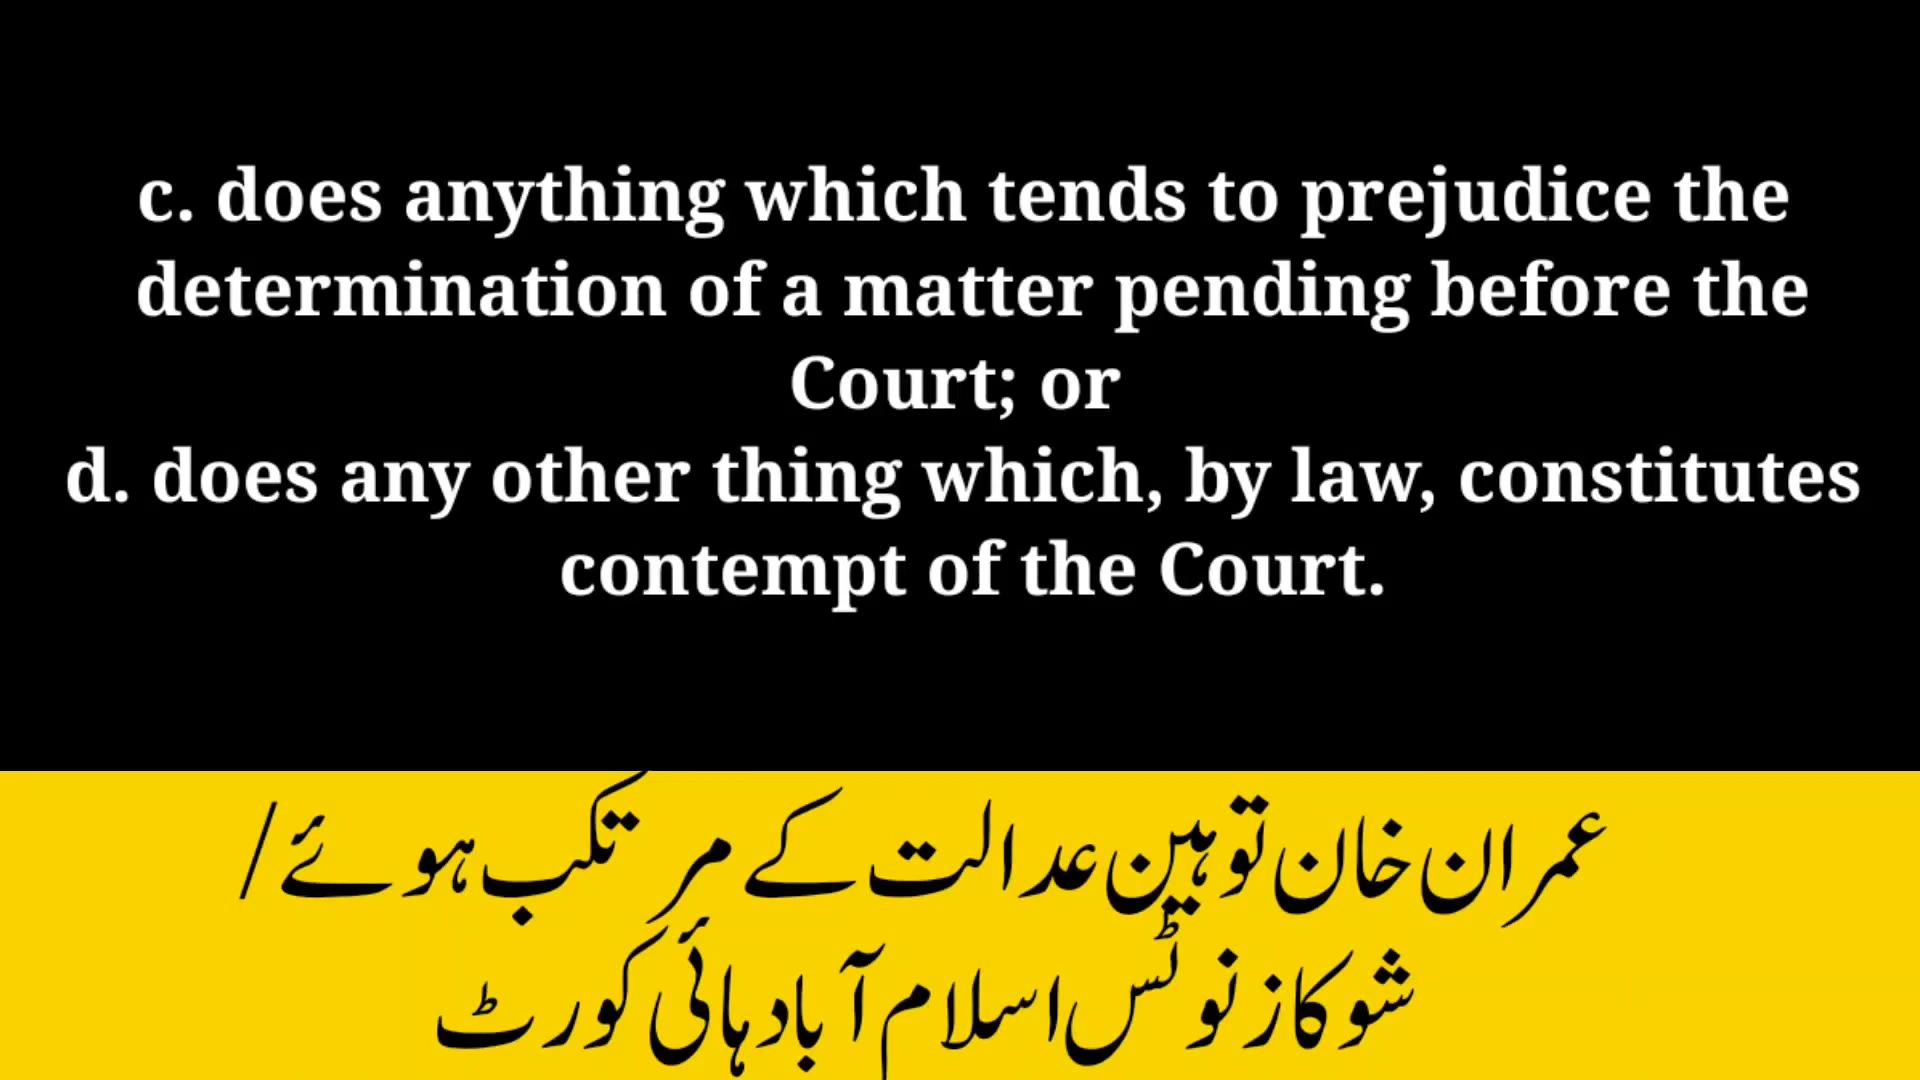 c. does anything which tends to prejudice the
determination of a matter pending before the
Court; or
d. does any other thing which, by law, constitutes
contempt of the Court.
عمران خان توہین عدالت کے مرتکب ہوئے/
شوکاز نوٹس اسلام آباد ہائی کورٹ